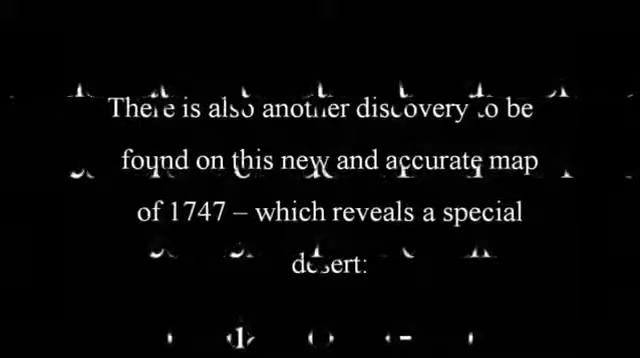 There is also another discovery to be
found on this new and accurate map
of 1747 – which reveals a special
desert: